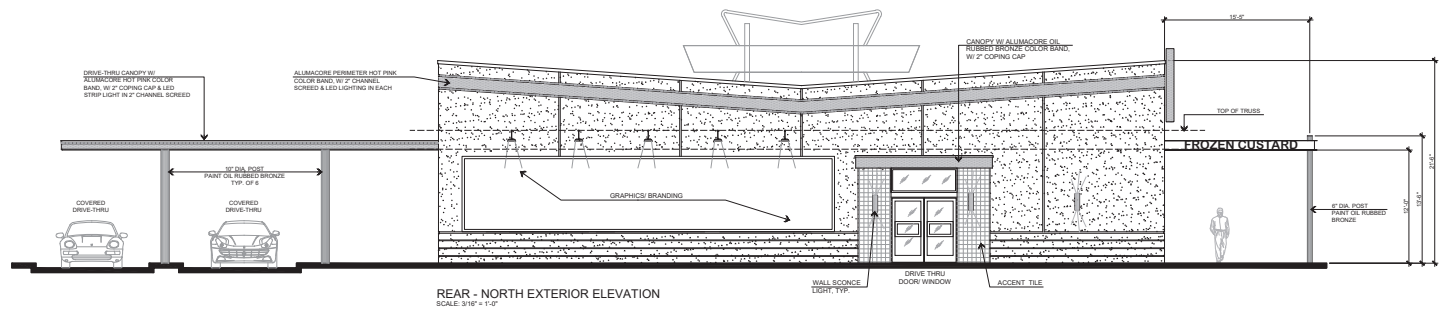 15'-5"
CANOPY W/ ALUMACORE OIL
RUBBED BRONZE COLOR BAND,
W/ 2" COPING CAP
DRIVE-THRU CANOPY W/
ALUMACORE HOT PINK COLOR
BAND, W/ 2" COPING CAP & LED
STRIP LIGHT IN 2" CHANNEL SCREED
ALUMACORE PERIMETER HOT PINK
COLOR BAND, W/ 2" CHANNEL
SCREED & LED LIGHTING IN EACH
TOP OF TRUSS
FROZEN CUSTARD
10" DIA. POST
PAINT OIL RUBBED BRONZE
TYP. OF 6
GRAPHICS/ BRANDING
COVERED
DRIVE-THRU
COVERED
DRIVE-THRU
6" DIA. POST
PAINT OIL RUBBED
BRONZE
12'-0"
13'-6"
21'-6"
WALL SCONCE
LIGHT, TYP.
DRIVE THRU
DOOR/ WINDOW
ACCENT TILE
REAR - NORTH EXTERIOR ELEVATION
SCALE: 3/16" = 1'-0"